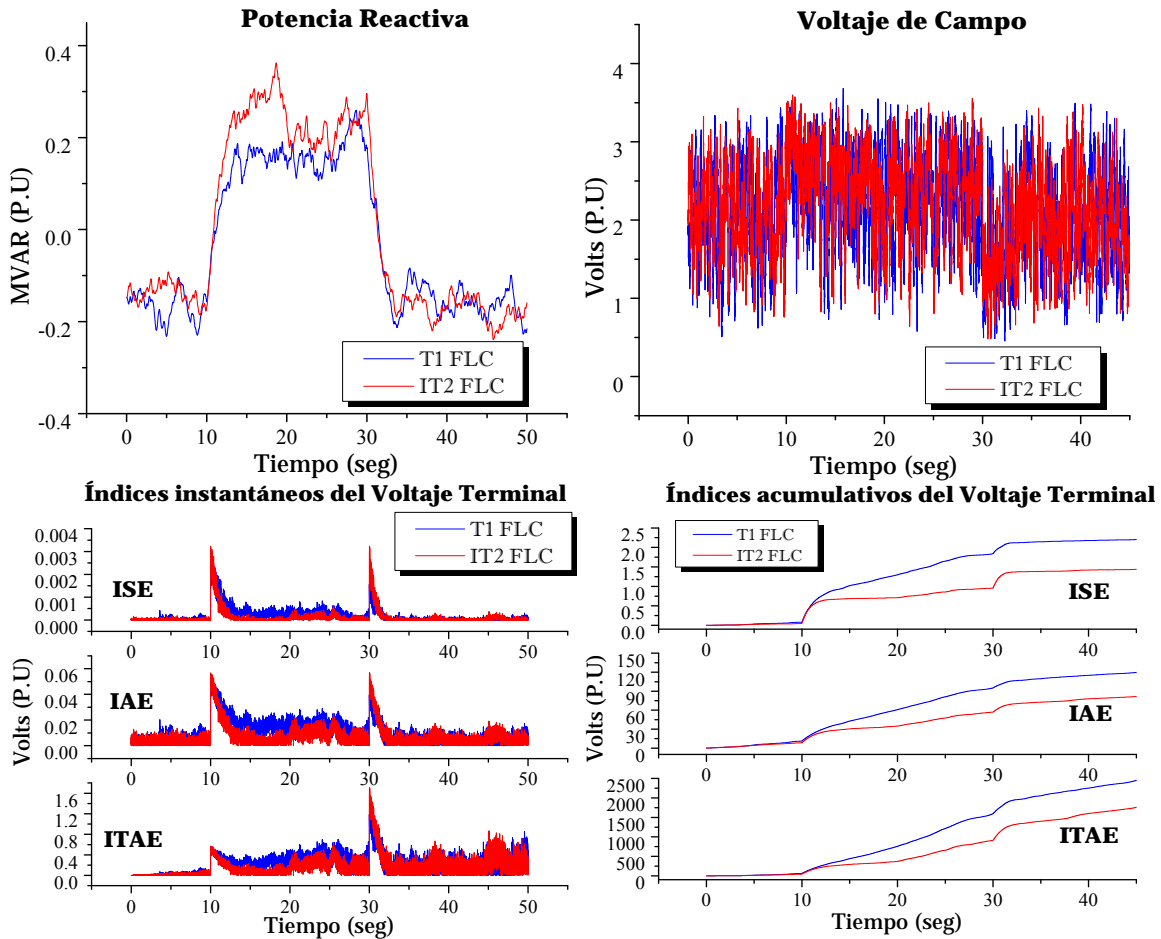 Potencia Reactiva
0.4
0.2
0.0
-0.2
-0.4
MVAR (P.U)
0 10 20 30 40 50
Tiempo (seg)
T1 FLC
IT2 FLC
Voltaje de Campo
4
3
2
1
0
Volts (P.U)
0 10 20 30 40
Tiempo (seg)
T1 FLC
IT2 FLC
Índices instantáneos del Voltaje Terminal
T1 FLC
IT2 FLC
0.004
0.003
0.002
0.001
0.000
ISE
0 10 20 30 40 50
Volts (P.U)
0.06
0.04
0.02
0.00
IAE
0 10 20 30 40 50
1.6
1.2
0.8
0.4
0.0
ITAE
0 10 20 30 40 50
Tiempo (seg)
Índices acumulativos del Voltaje Terminal
T1 FLC
IT2 FLC
2.5
1.5
1.5
0.5
0.0
ISE
0 10 20 30 40
Volts (P.U)
150
120
90
60
30
0
IAE
0 10 20 30 40
2500
2000
1500
1000
500
0
ITAE
0 10 20 30 40
Tiempo (seg)